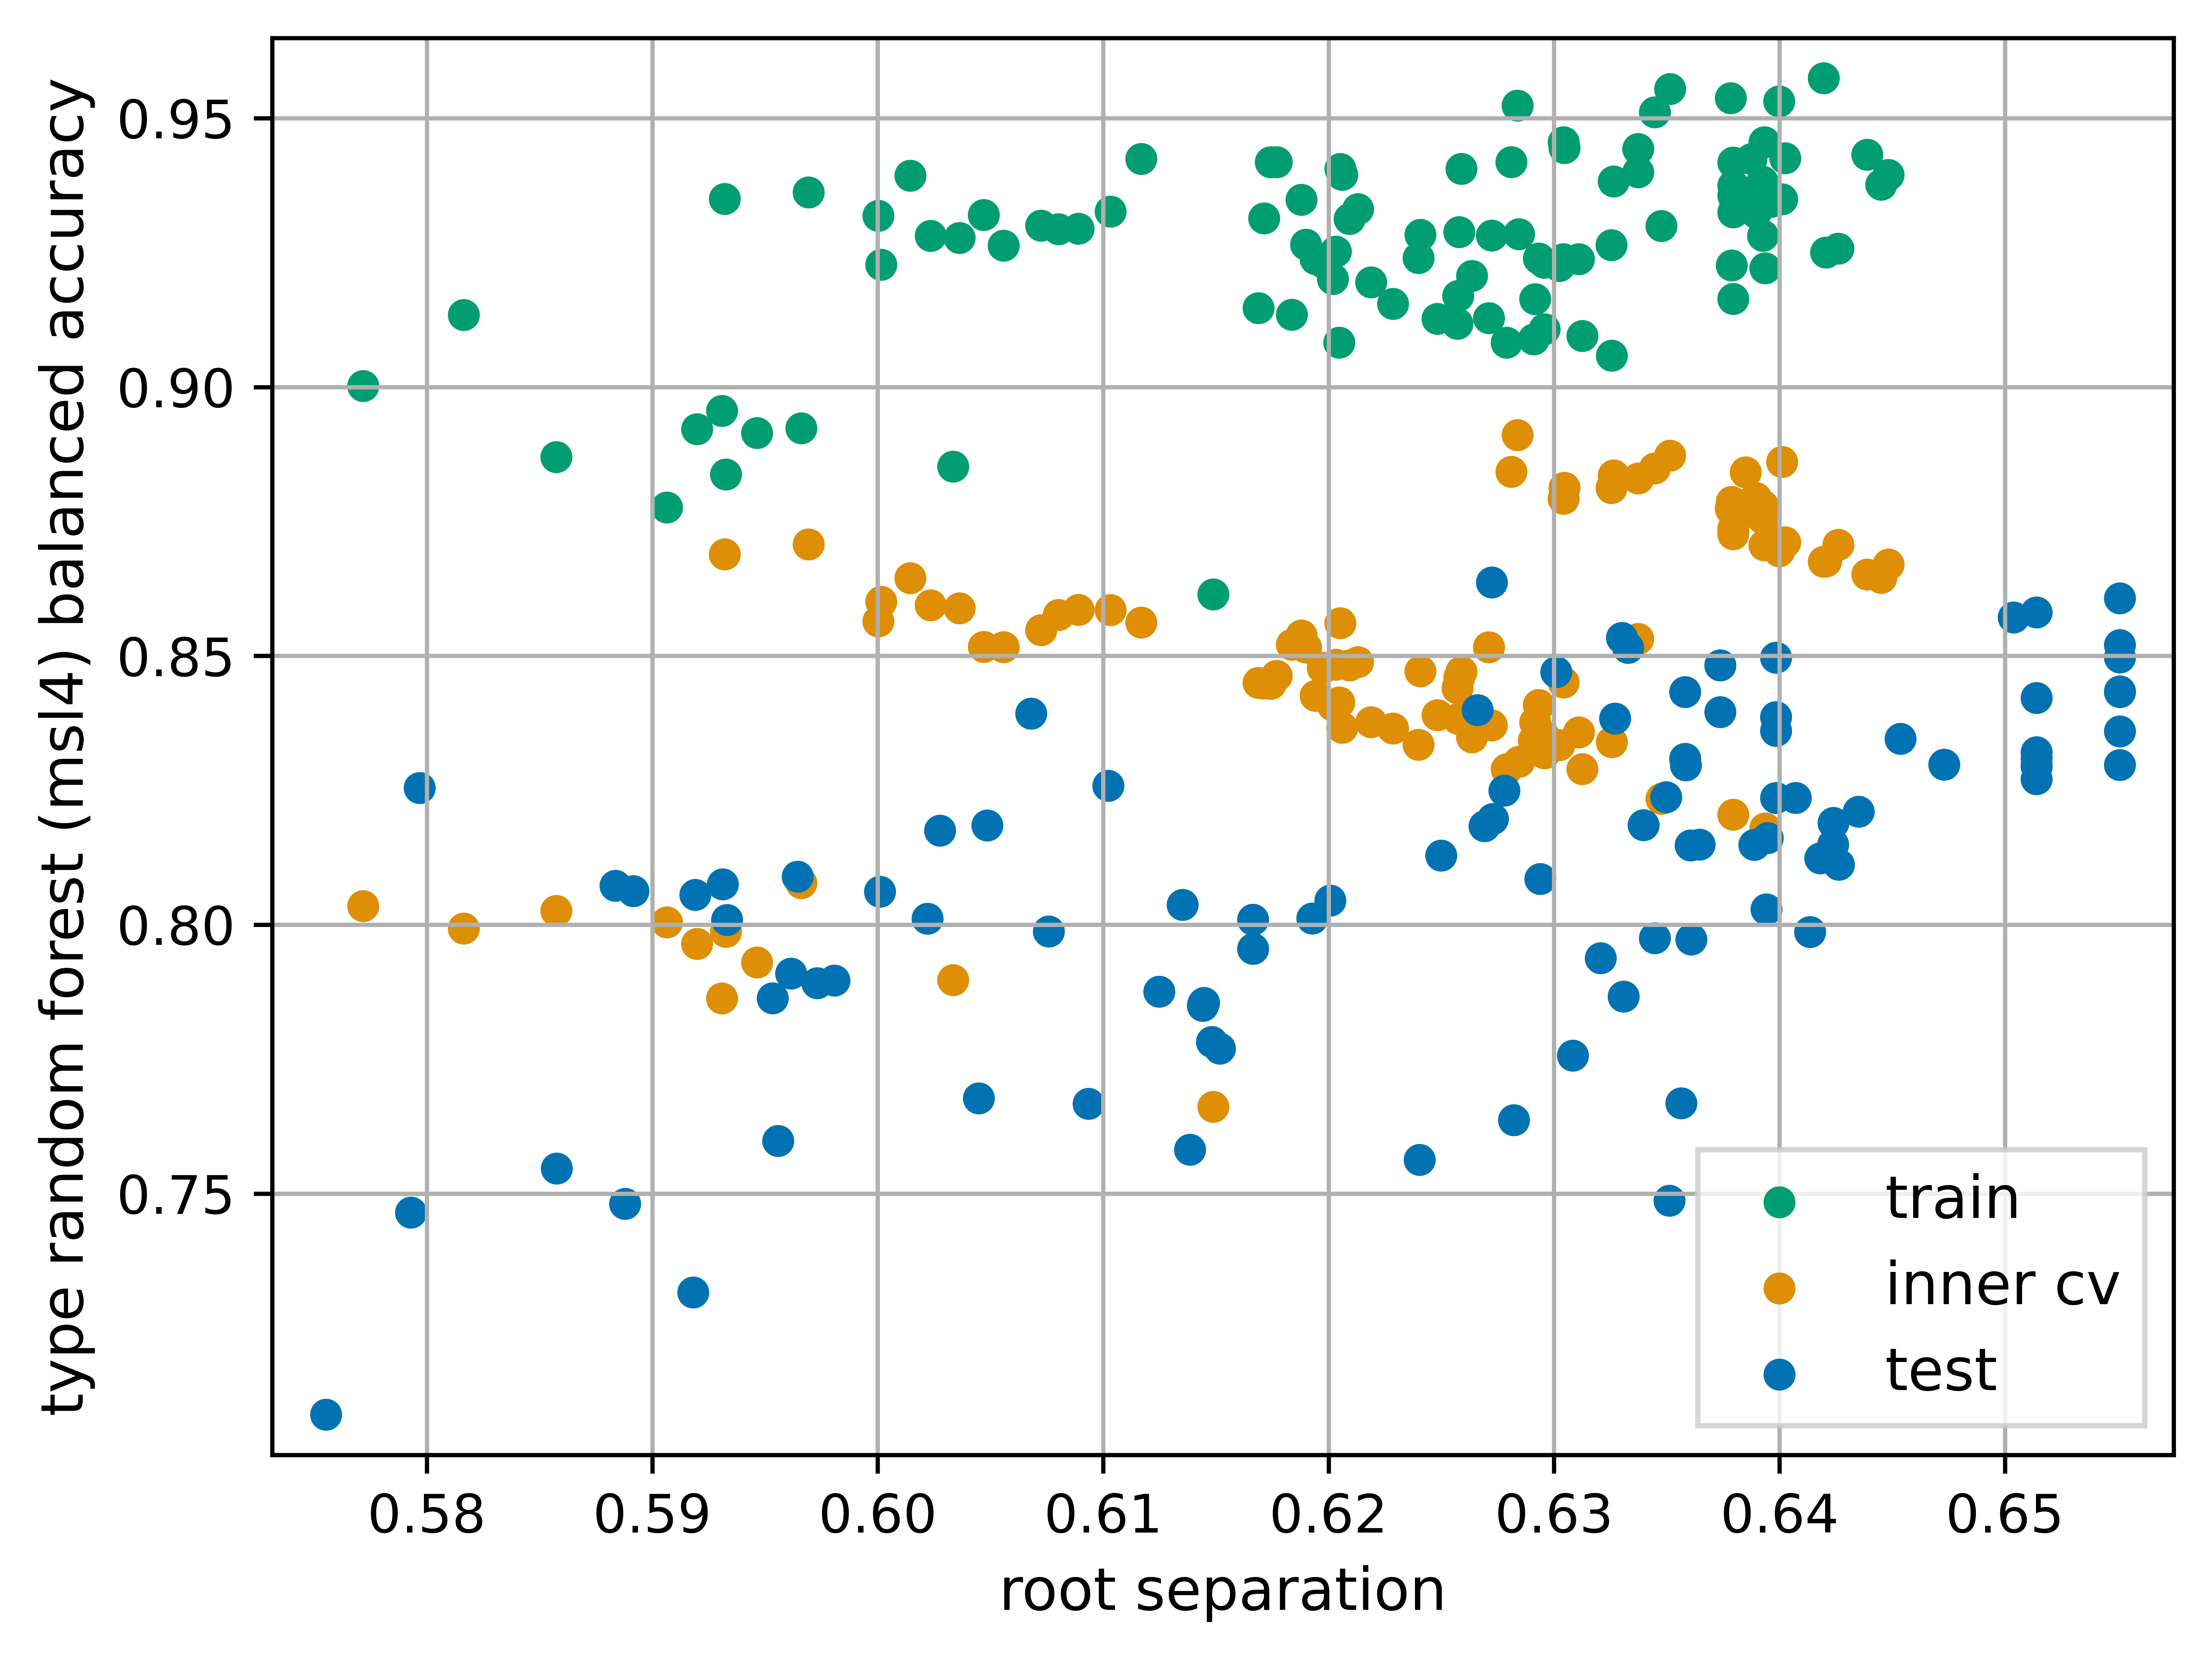 type random forest (msl4) balanced accuracy
0.95
0.90
0.85
0.80
0.75
train
inner cv
test
0.58 0.59 0.60 0.61 0.62 0.63 0.64 0.65
root separation